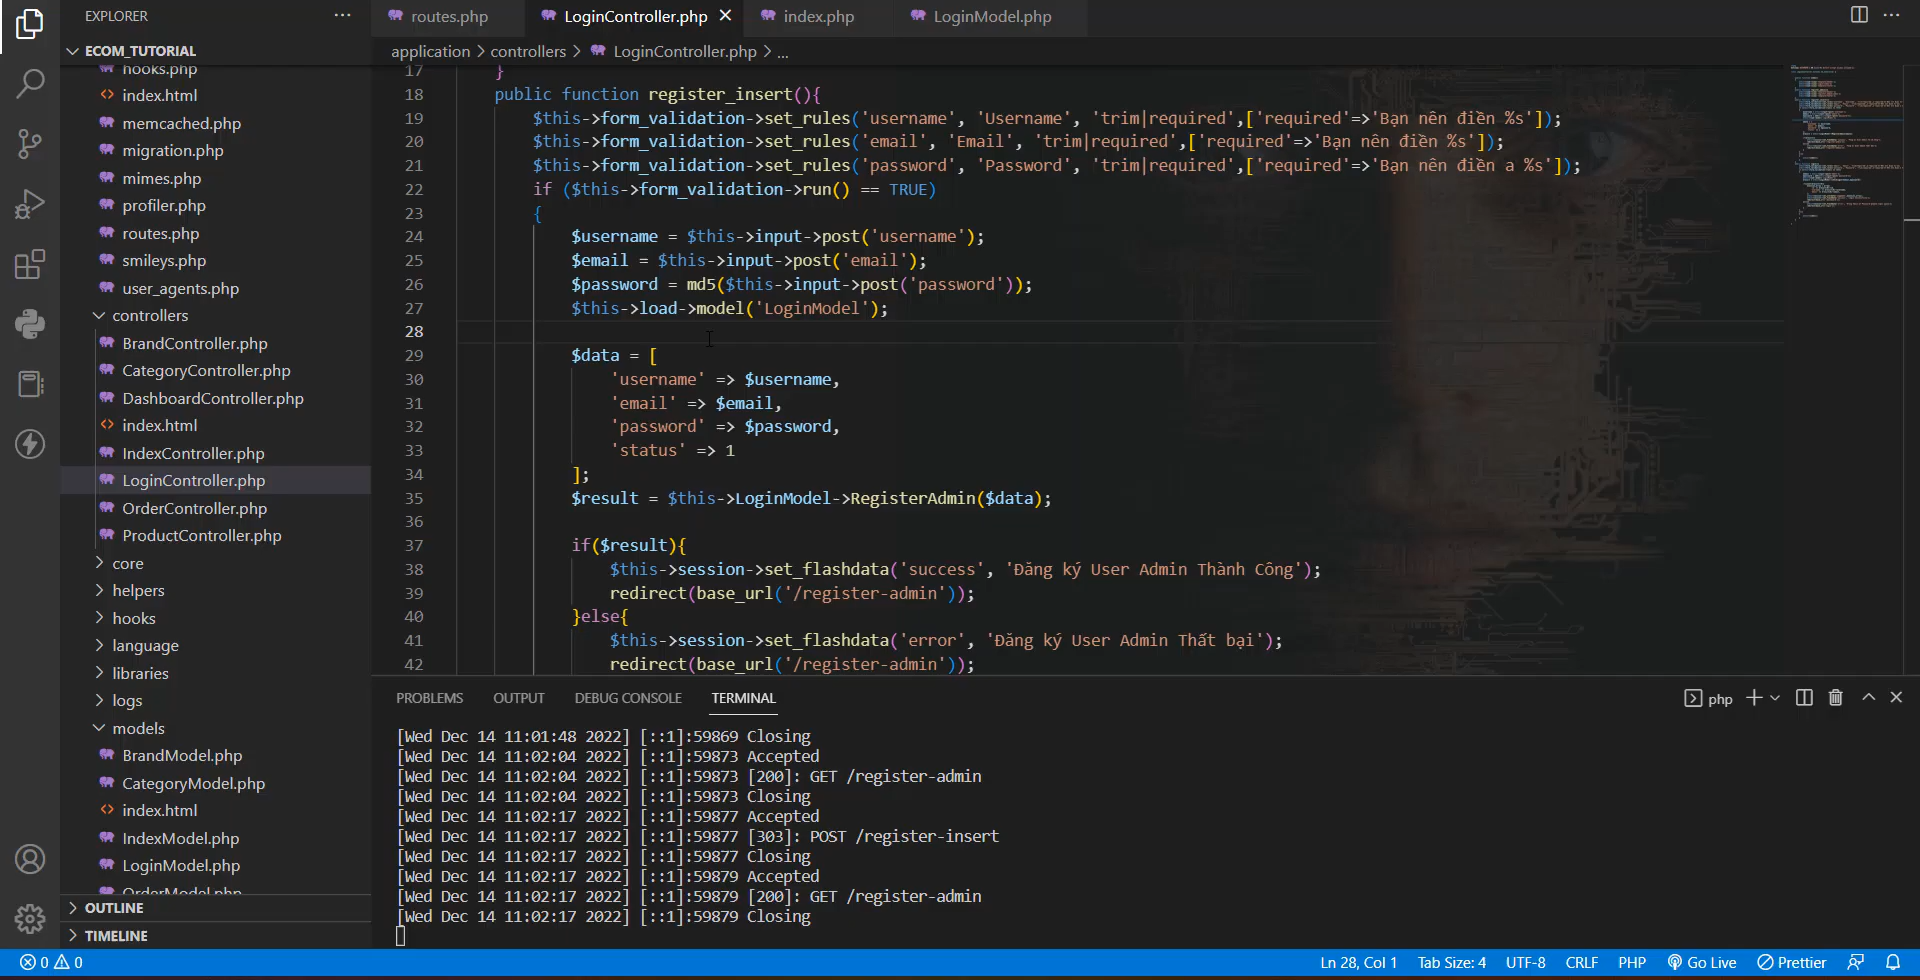 EXPLORER
routes.php
LoginController.php
index.php
LoginModel.php
ECOM_TUTORIAL
application > controllers > LoginController.php > ...
hooks.php
index.html
memcached.php
migration.php
mimes.php
profiler.php
routes.php
smileys.php
user_agents.php
controllers
BrandController.php
CategoryController.php
DashboardController.php
index.html
IndexController.php
LoginController.php
OrderController.php
ProductController.php
core
helpers
hooks
language
libraries
logs
models
BrandModel.php
CategoryModel.php
index.html
IndexModel.php
LoginModel.php
OrderModel.php
OUTLINE
TIMELINE
17 }
18 public function register_insert(){
19 $this->form_validation->set_rules('username', 'Username', 'trim|required',['required'=>'Bạn nên điền %s']);
20 $this->form_validation->set_rules('email', 'Email', 'trim|required',['required'=>'Bạn nên điền %s']);
21 $this->form_validation->set_rules('password', 'Password', 'trim|required',['required'=>'Bạn nên điền a %s']);
22 if ($this->form_validation->run() == TRUE)
23 {
24 $username = $this->input->post('username');
25 $email = $this->input->post('email');
26 $password = md5($this->input->post('password'));
27 $this->load->model('LoginModel');
28
29 $data = [
30 'username' => $username,
31 'email' => $email,
32 'password' => $password,
33 'status' => 1
34 ];
35 $result = $this->LoginModel->RegisterAdmin($data);
36
37 if($result){
38 $this->session->set_flashdata('success', 'Đăng ký User Admin Thành Công');
39 redirect(base_url('/register-admin'));
40 }else{
41 $this->session->set_flashdata('error', 'Đăng ký User Admin Thất bại');
42 redirect(base_url('/register-admin'));
PROBLEMS OUTPUT DEBUG CONSOLE TERMINAL
php
[Wed Dec 14 11:01:48 2022] [::1]:59869 Closing
[Wed Dec 14 11:02:04 2022] [::1]:59873 Accepted
[Wed Dec 14 11:02:04 2022] [::1]:59873 [200]: GET /register-admin
[Wed Dec 14 11:02:04 2022] [::1]:59873 Closing
[Wed Dec 14 11:02:17 2022] [::1]:59877 Accepted
[Wed Dec 14 11:02:17 2022] [::1]:59877 [303]: POST /register-insert
[Wed Dec 14 11:02:17 2022] [::1]:59877 Closing
[Wed Dec 14 11:02:17 2022] [::1]:59879 Accepted
[Wed Dec 14 11:02:17 2022] [::1]:59879 [200]: GET /register-admin
[Wed Dec 14 11:02:17 2022] [::1]:59879 Closing
0 0
Ln 28, Col 1 Tab Size: 4 UTF-8 CRLF PHP Go Live Prettier